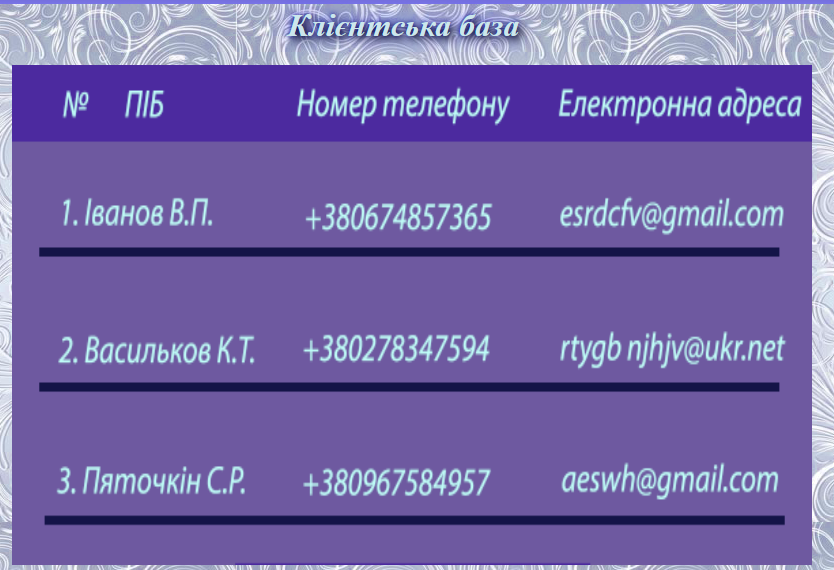 Клієнтська база
№ ПІБ Номер телефону Електронна адреса
1. Іванов В.П. +380674857365 esrdcfv@gmail.com
2. Васильков К.Т. +380278347594 rtygb njhjv@ukr.net
3. Пяточкін С.Р. +380967584957 aeswh@gmail.com